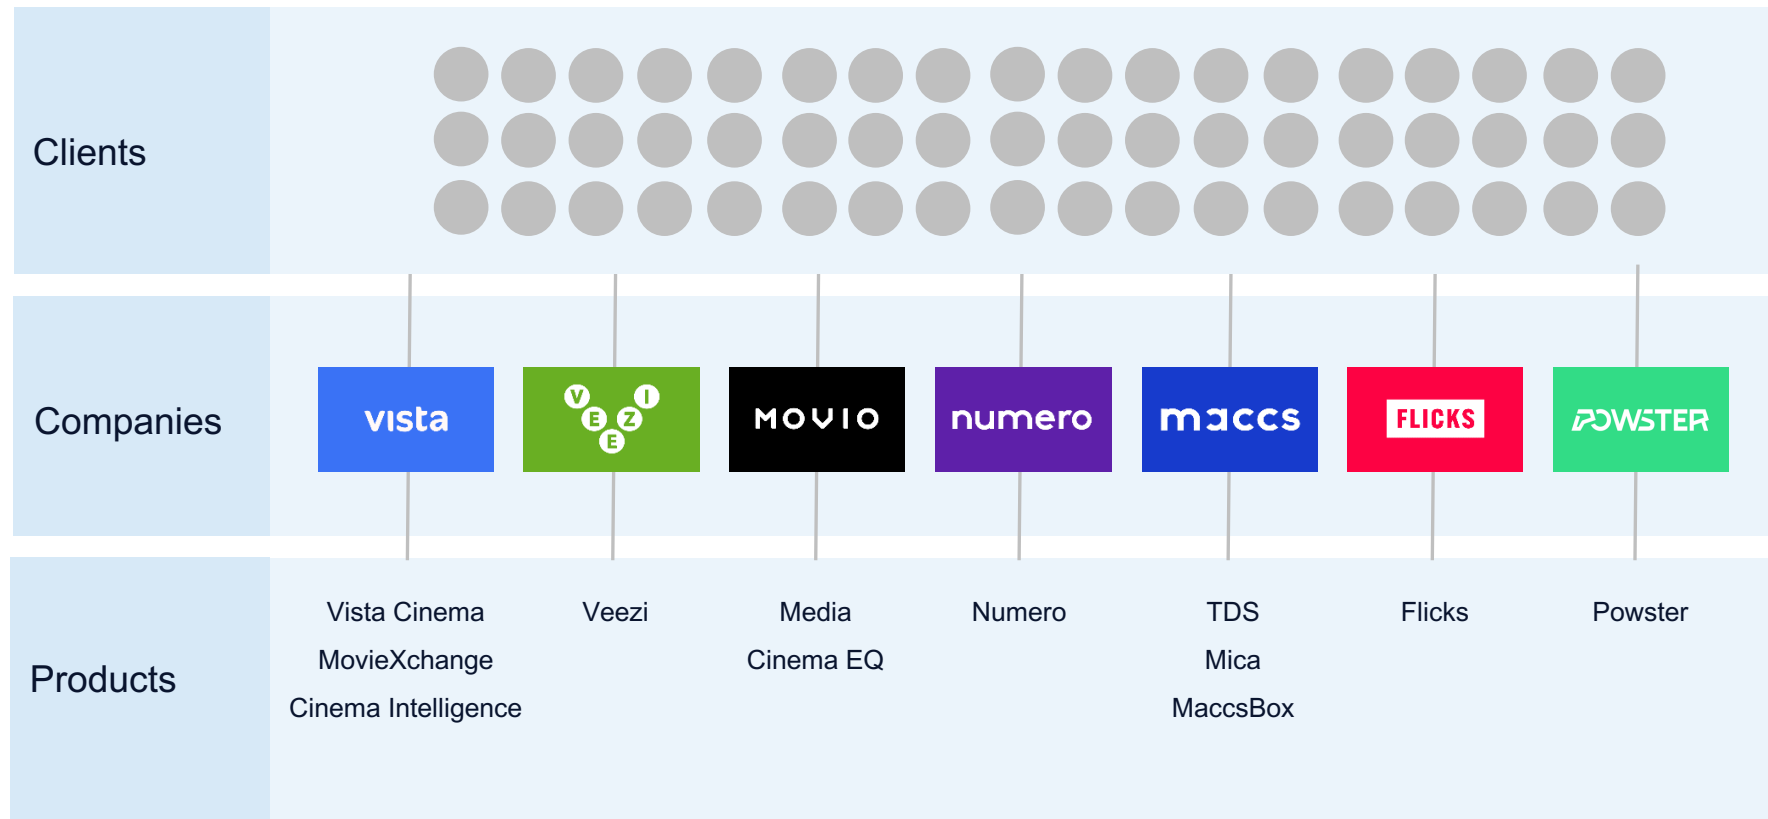 Clients
Companies
vista
VEEZI
MOVIO
numero
maccs
FLICKS
POWSTER
Products
Vista Cinema
MovieXchange
Cinema Intelligence
Veezi
Media
Cinema EQ
Numero
TDS
Mica
MaccsBox
Flicks
Powster